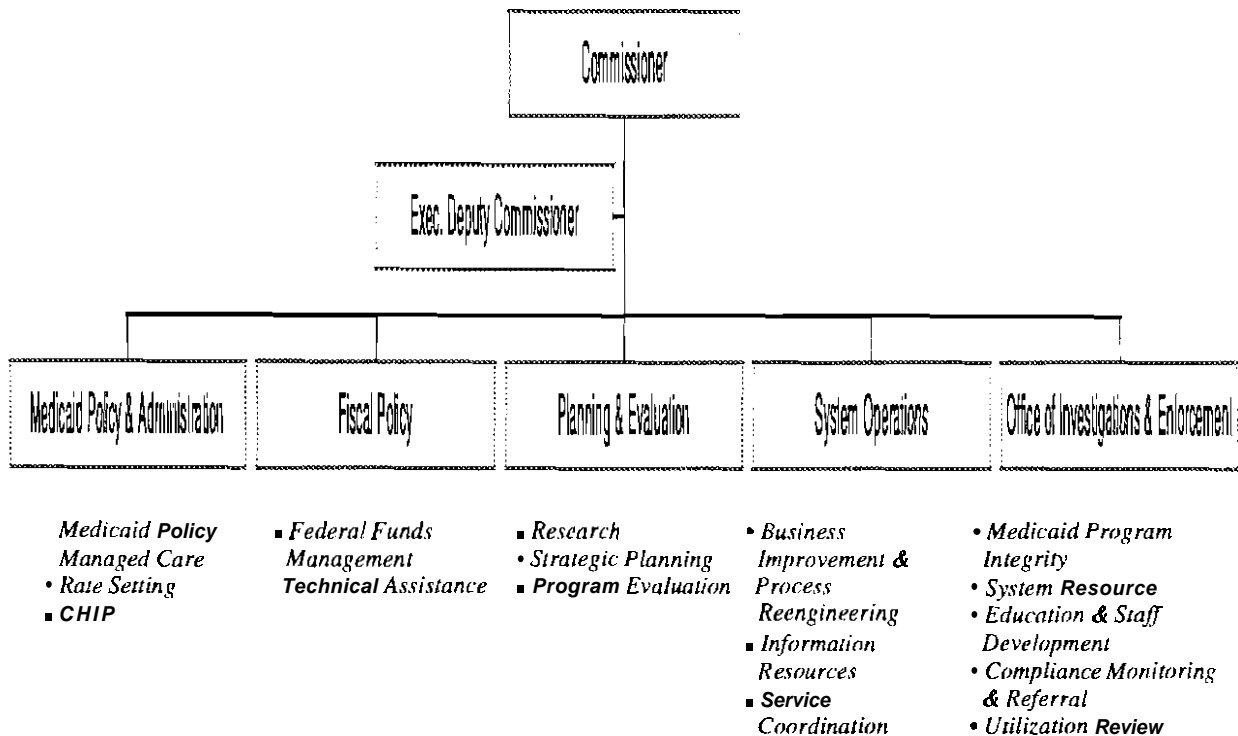 Commissioner
Exec. Deputy Commissioner
Medicaid Policy & Administration
Fiscal Policy
Planning & Evaluation
System Operations
Office of Investigations & Enforcement
Medicaid Policy
Managed Care
• Rate Setting
▪ CHIP
▪ Federal Funds
Management
Technical Assistance
▪ Research
• Strategic Planning
▪ Program Evaluation
• Business
Improvement &
Process
Reengineering
▪ Information
Resources
▪ Service
Coordination
• Medicaid Program
Integrity
• System Resource
• Education & Staff
Development
• Compliance Monitoring
& Referral
• Utilization Review